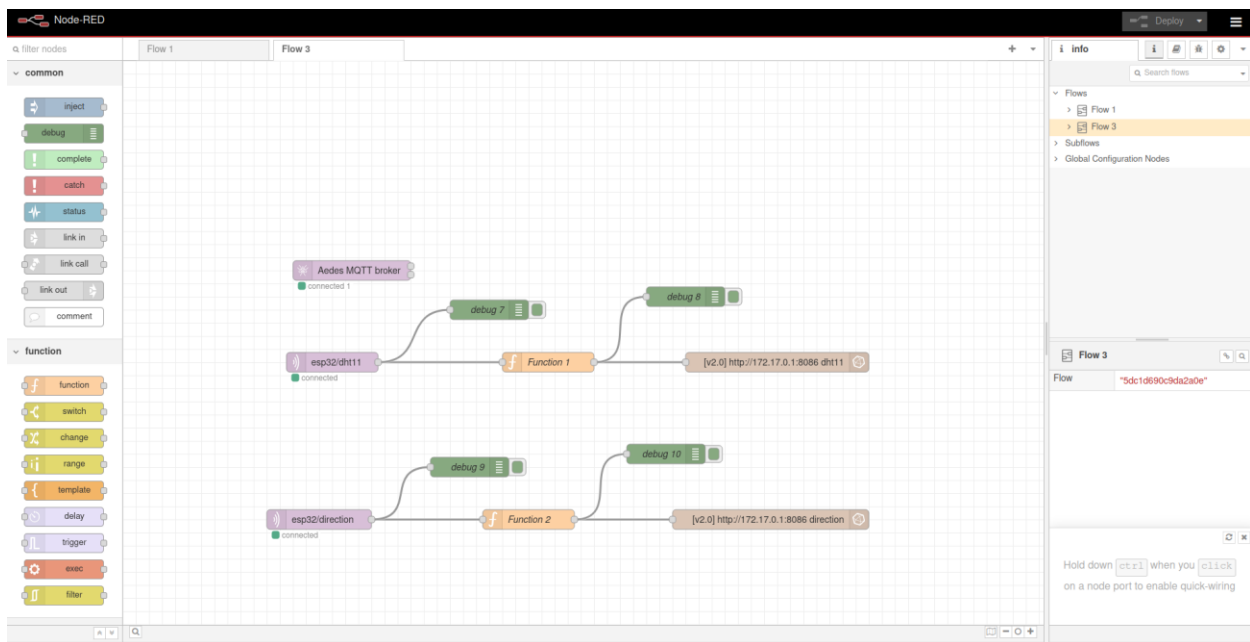 Node-RED
Deploy
filter nodes
Flow 1
Flow 3
info
Search flows
common
inject
debug
complete
catch
status
link in
link call
link out
comment
function
function
switch
change
range
template
delay
trigger
exec
filter
Aedes MQTT broker
connected 1
debug 7
debug 8
esp32/dht11
connected
Function 1
[v2.0] http://172.17.0.1:8086 dht11
debug 9
debug 10
esp32/direction
connected
Function 2
[v2.0] http://172.17.0.1:8086 direction
Flows
Flow 1
Flow 3
Subflows
Global Configuration Nodes
Flow 3
Flow "5dc1d690c9da2a0e"
Hold down ctrl when you click
on a node port to enable quick-wiring